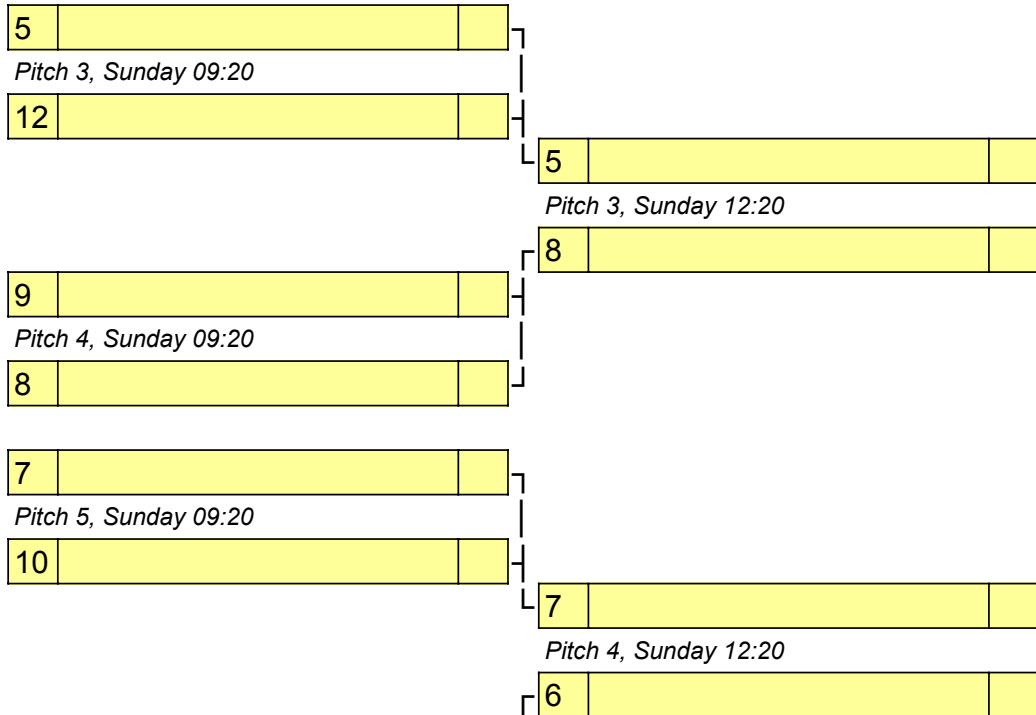 5
Pitch 3, Sunday 09:20
12
5
Pitch 3, Sunday 12:20
8
9
Pitch 4, Sunday 09:20
8
7
Pitch 5, Sunday 09:20
10
7
Pitch 4, Sunday 12:20
6